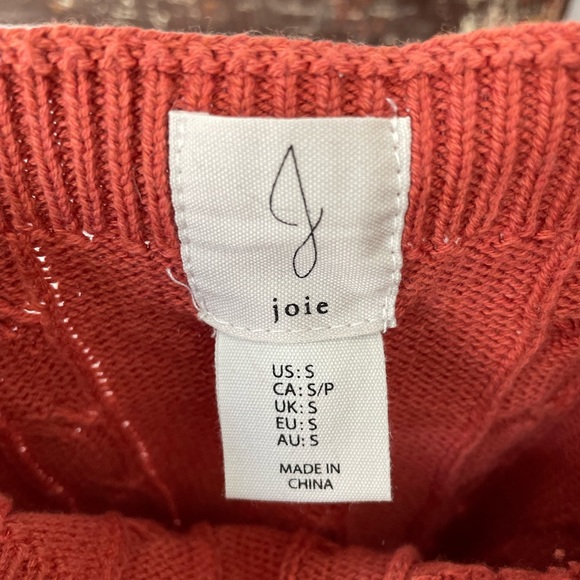 J
joie
US: S
CA: S/P
UK: S
EU: S
AU: S
MADE IN
CHINA